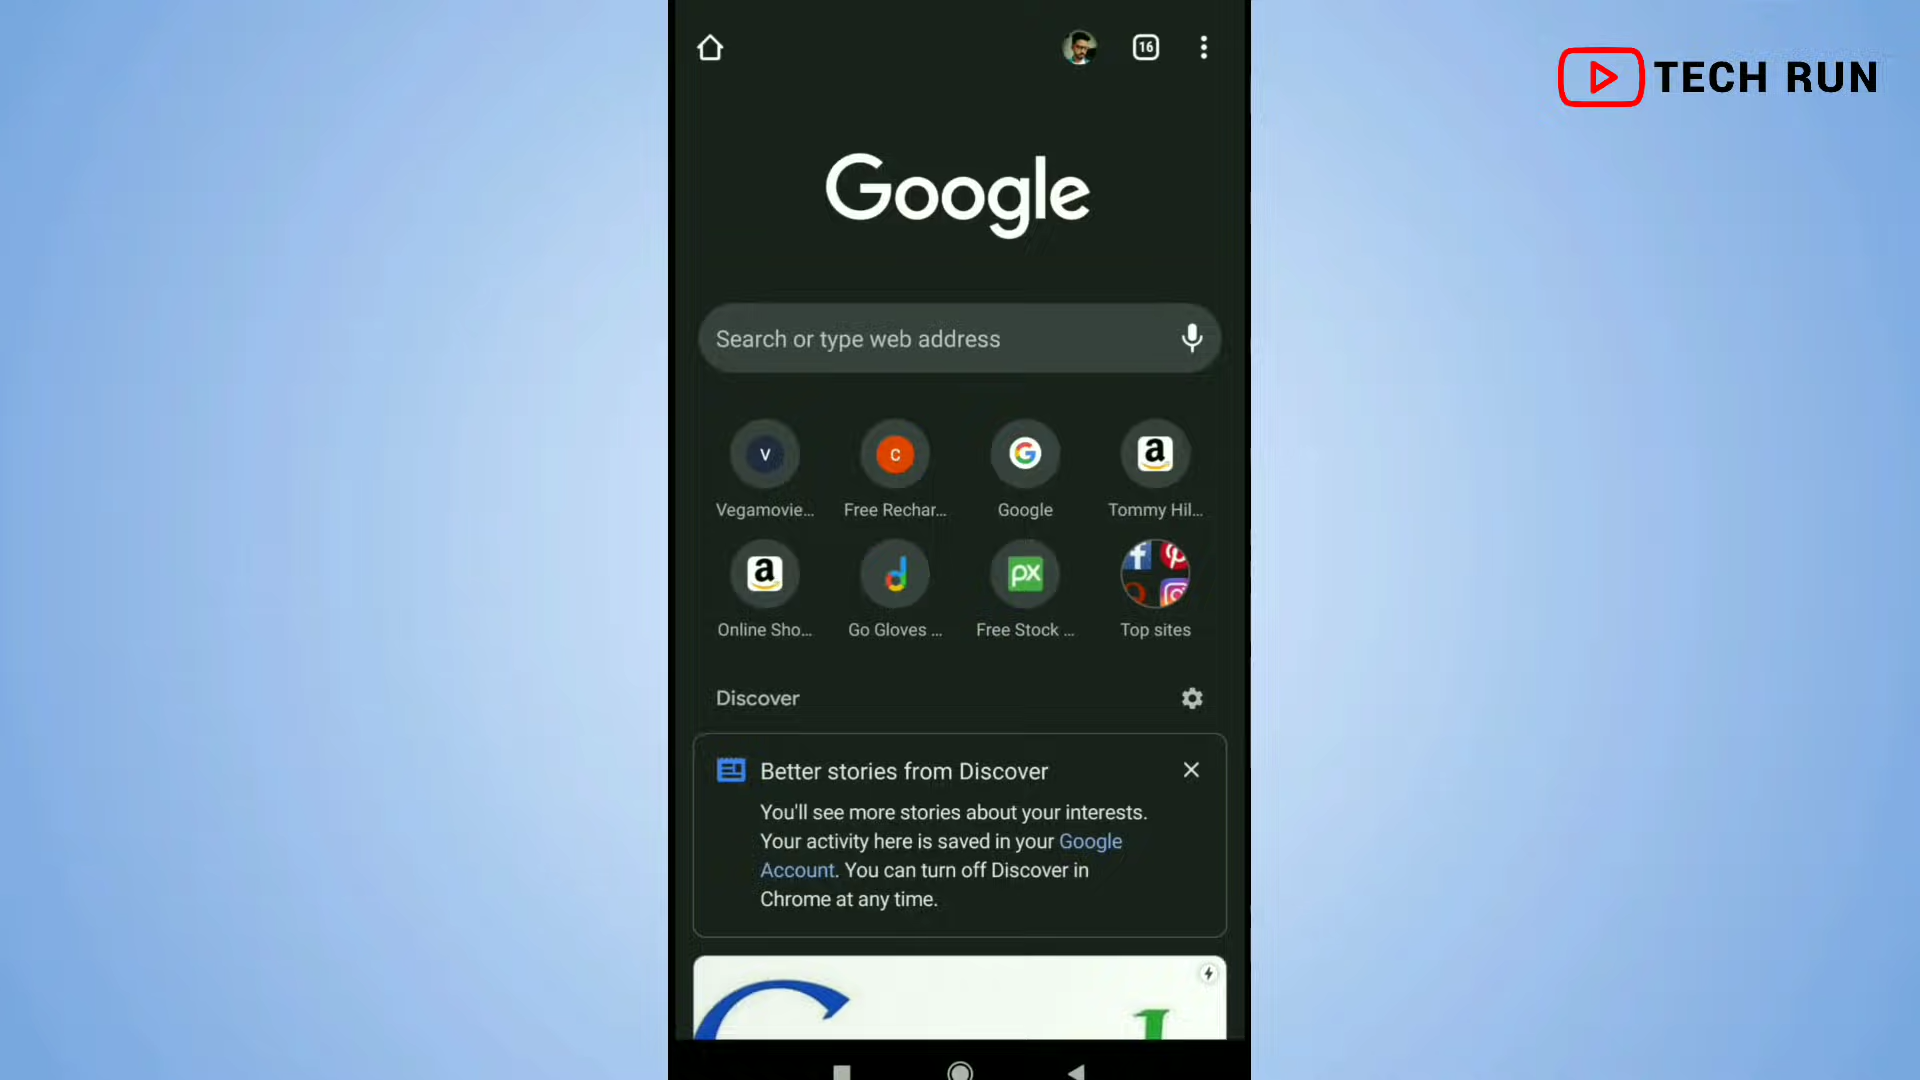 16
TECH RUN
Google
Search or type web address
V
C
G
a
Vegamovie...
Free Rechar...
Google
Tommy Hil...
a
d
px
Online Sho...
Go Gloves ...
Free Stock ...
Top sites
Discover
Better stories from Discover
You'll see more stories about your interests.
Your activity here is saved in your Google
Account. You can turn off Discover in
Chrome at any time.